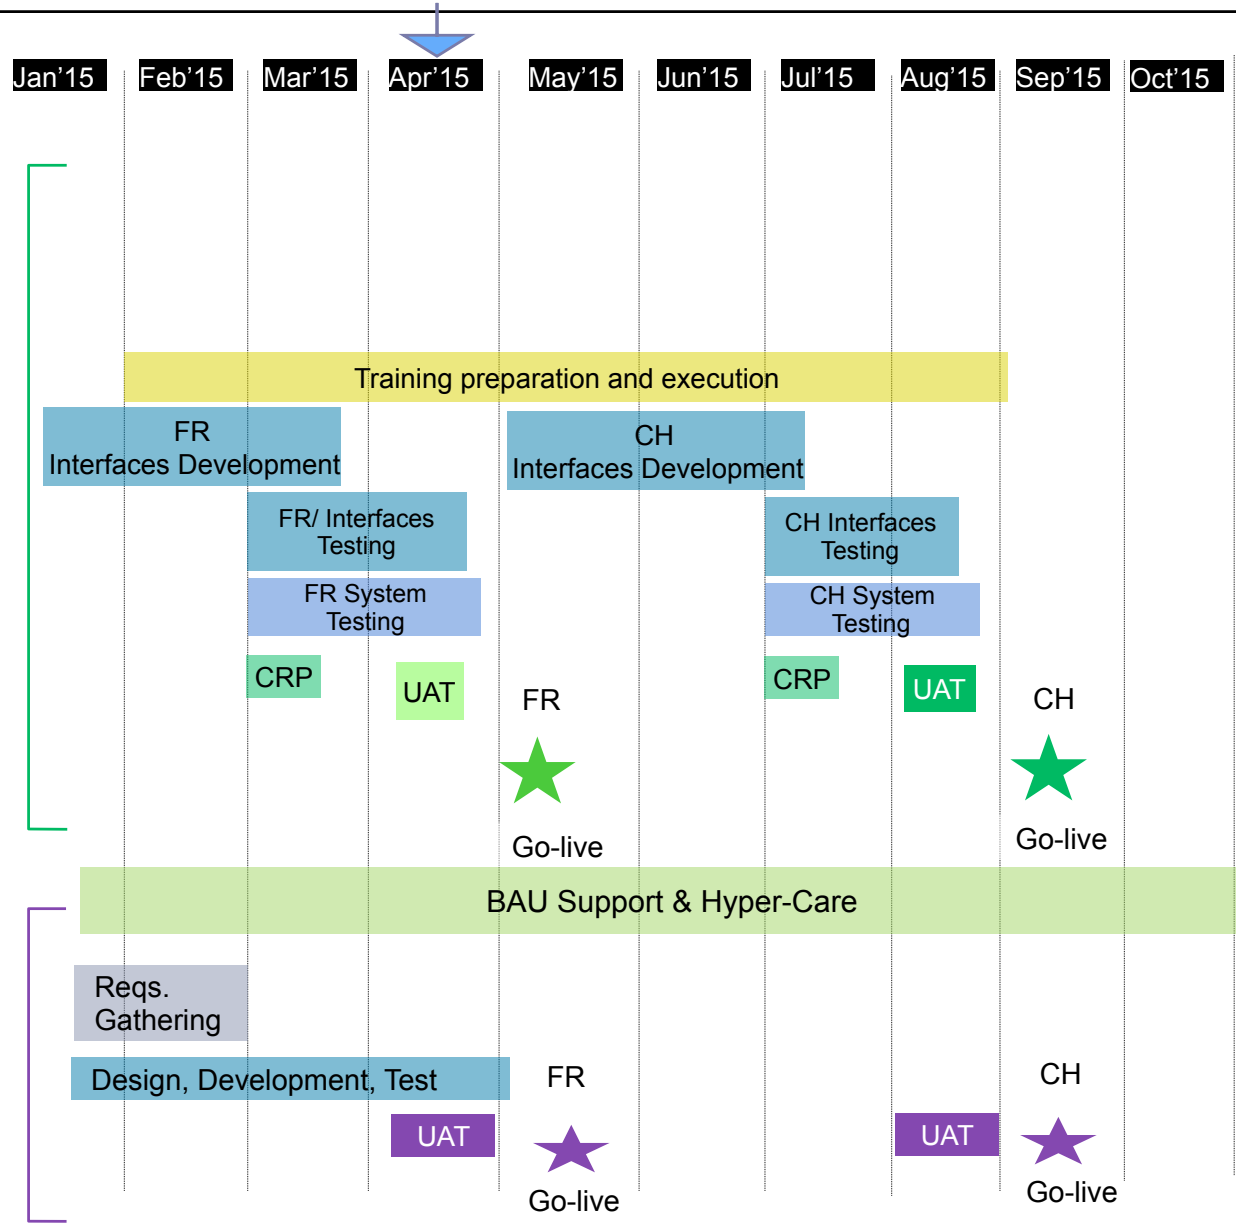 Jan’15 Feb’15 Mar’15 Apr’15 May’15 Jun’15 Jul’15 Aug’15 Sep’15 Oct’15
Training preparation and execution
FR
Interfaces Development
CH
Interfaces Development
FR/ Interfaces
Testing
CH Interfaces
Testing
FR System
Testing
CH System
Testing
CRP
UAT
FR
CRP
UAT
CH
Go-live
Go-live
BAU Support & Hyper-Care
Reqs.
Gathering
Design, Development, Test
FR
CH
UAT
UAT
Go-live
Go-live